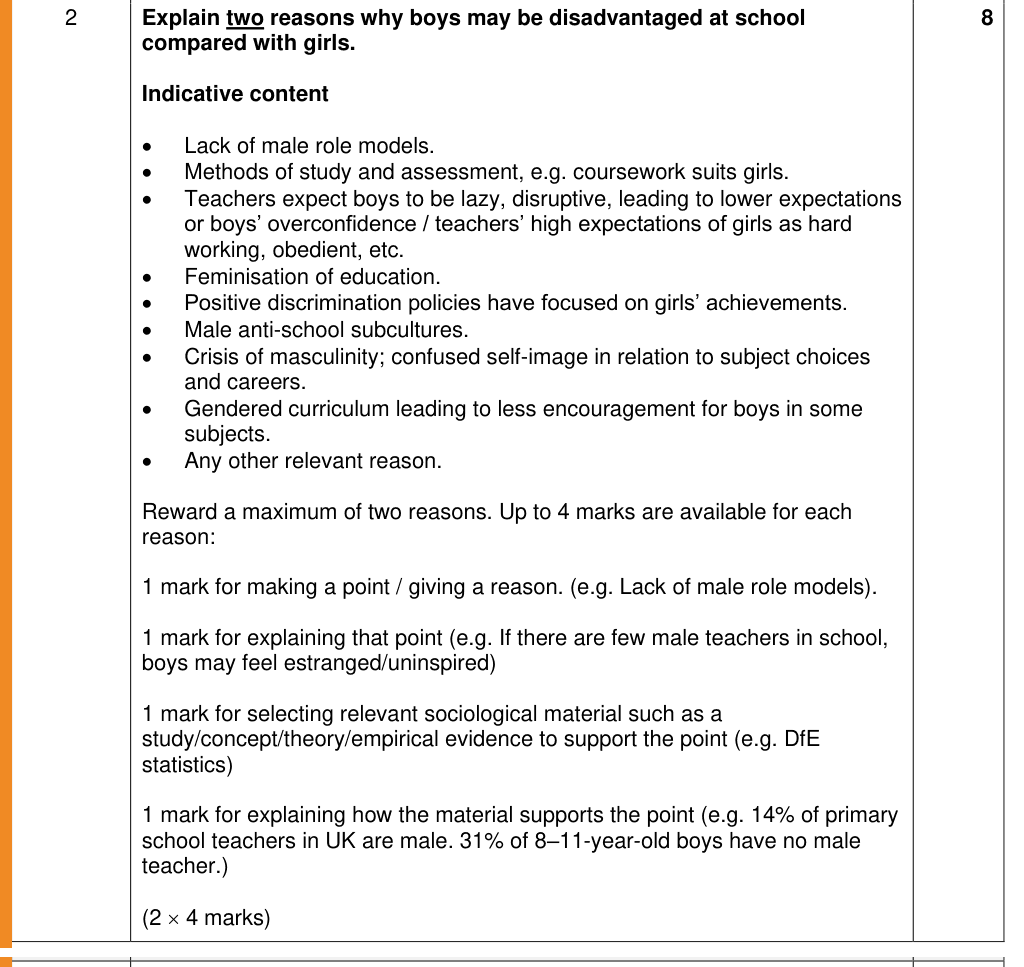 2
Explain two reasons why boys may be disadvantaged at school
8
compared with girls.
Indicative content
• Lack of male role models.
• Methods of study and assessment, e.g. coursework suits girls.
• Teachers expect boys to be lazy, disruptive, leading to lower expectations
or boys’ overconfidence / teachers’ high expectations of girls as hard
working, obedient, etc.
• Feminisation of education.
• Positive discrimination policies have focused on girls’ achievements.
• Male anti-school subcultures.
• Crisis of masculinity; confused self-image in relation to subject choices
and careers.
• Gendered curriculum leading to less encouragement for boys in some
subjects.
• Any other relevant reason.
Reward a maximum of two reasons. Up to 4 marks are available for each
reason:
1 mark for making a point / giving a reason. (e.g. Lack of male role models).
1 mark for explaining that point (e.g. If there are few male teachers in school,
boys may feel estranged/uninspired)
1 mark for selecting relevant sociological material such as a
study/concept/theory/empirical evidence to support the point (e.g. DfE
statistics)
1 mark for explaining how the material supports the point (e.g. 14% of primary
school teachers in UK are male. 31% of 8–11-year-old boys have no male
teacher.)
(2 × 4 marks)